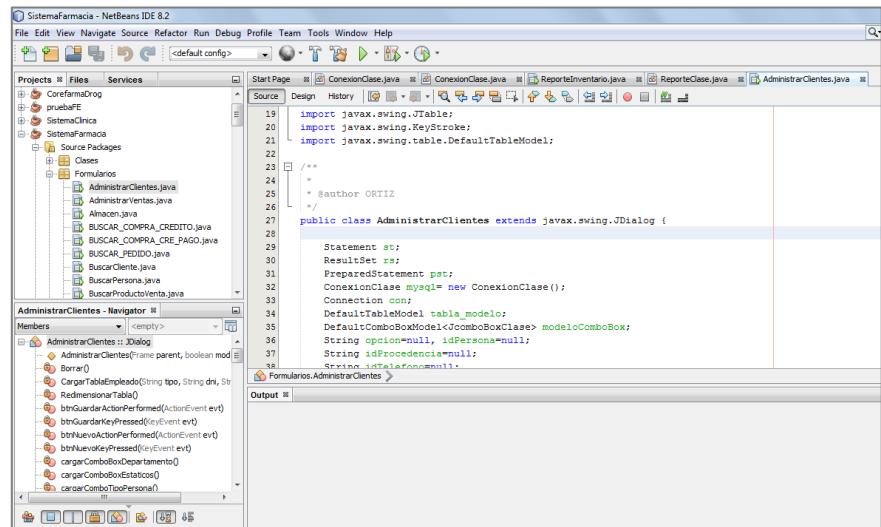 SistemaFarmacia - NetBeans IDE 8.2
File Edit View Navigate Source Refactor Run Debug Profile Team Tools Window Help
<default config>
Projects Files Services
CorefarmaDrog
pruebaFE
SistemaClinica
SistemaFarmacia
Source Packages
Clases
Formularios
AdministrarClientes.java
AdministrarVentas.java
Almacen.java
BUSCAR_COMPRA_CREDITO.java
BUSCAR_COMPRA_CRE_PAGO.java
BUSCAR_PEDIDO.java
BuscarCliente.java
BuscarPersona.java
BuscarProductoVenta.java
AdministrarClientes - Navigator
Members <empty>
AdministrarClientes :: JDialog
AdministrarClientes(Frame parent, boolean mod
Borrar()
CargarTablaEmpleado(String tipo, String dni, Str
RedimensionarTabla()
btnGuardarActionPerformed(ActionEvent evt)
btnGuardarKeyPressed(KeyEvent evt)
btnNuevoActionPerformed(ActionEvent evt)
btnNuevoKeyPressed(KeyEvent evt)
cargarComboBoxDepartamento()
cargarComboBoxEstaticos()
cargarComboTipoPersona()
Start Page ConexionClase.java ConexionClase.java ReporteInventario.java ReporteClase.java AdministrarClientes.java
Source Design History
19 import javax.swing.JTable;
20 import javax.swing.KeyStroke;
21 import javax.swing.table.DefaultTableModel;
22
23 /**
24 *
25 * @author ORTIZ
26 */
27 public class AdministrarClientes extends javax.swing.JDialog {
28
29 Statement st;
30 ResultSet rs;
31 PreparedStatement pst;
32 ConexionClase mysql= new ConexionClase();
33 Connection con;
34 DefaultTableModel tabla_modelo;
35 DefaultComboBoxModel<JcomboBoxClase> modeloComboBox;
36 String opcion=null, idPersona=null;
37 String idProcedencia=null;
38 String idTelefono=null;
Formularios.AdministrarClientes
Output